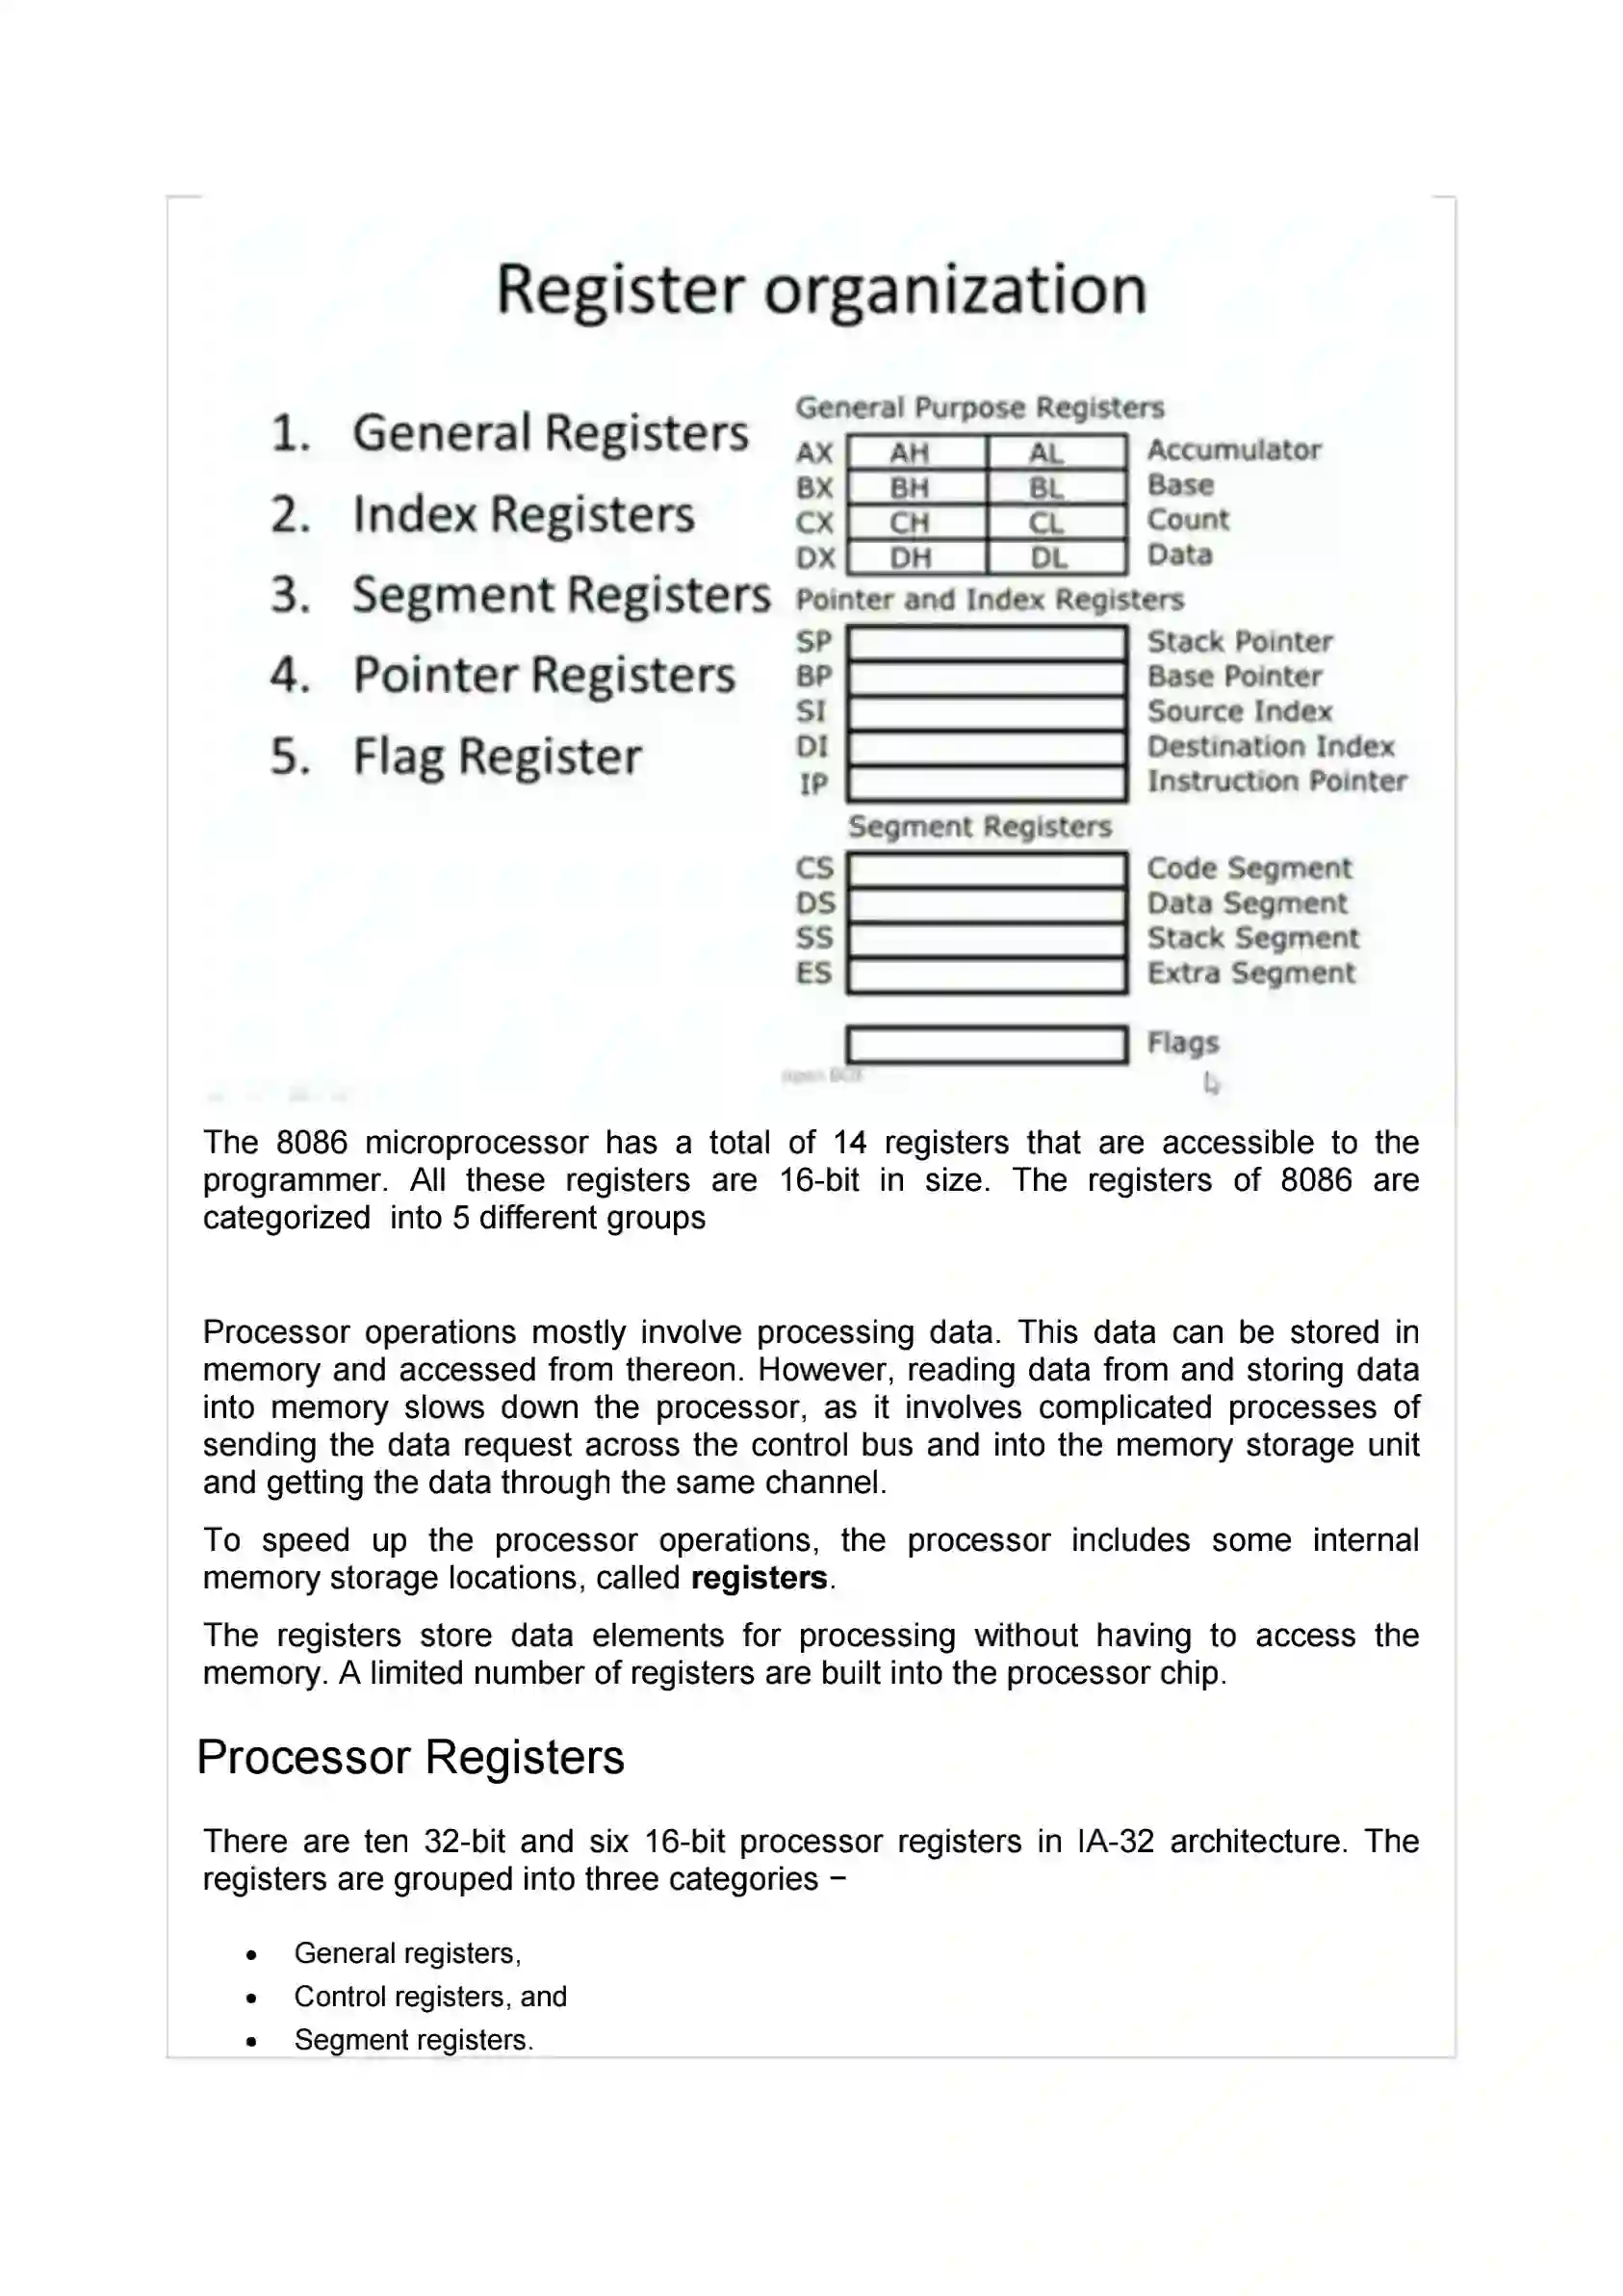 Register organization
1. General Registers
2. Index Registers
3. Segment Registers
4. Pointer Registers
5. Flag Register
General Purpose Registers
AX AH AL Accumulator
BX BH BL Base
CX CH CL Count
DX DH DL Data
Pointer and Index Registers
SP Stack Pointer
BP Base Pointer
SI Source Index
DI Destination Index
IP Instruction Pointer
Segment Registers
CS Code Segment
DS Data Segment
SS Stack Segment
ES Extra Segment
Flags
The 8086 microprocessor has a total of 14 registers that are accessible to the
programmer. All these registers are 16-bit in size. The registers of 8086 are
categorized into 5 different groups
Processor operations mostly involve processing data. This data can be stored in
memory and accessed from thereon. However, reading data from and storing data
into memory slows down the processor, as it involves complicated processes of
sending the data request across the control bus and into the memory storage unit
and getting the data through the same channel.
To speed up the processor operations, the processor includes some internal
memory storage locations, called registers.
The registers store data elements for processing without having to access the
memory. A limited number of registers are built into the processor chip.
Processor Registers
There are ten 32-bit and six 16-bit processor registers in IA-32 architecture. The
registers are grouped into three categories −
• General registers,
• Control registers, and
• Segment registers.